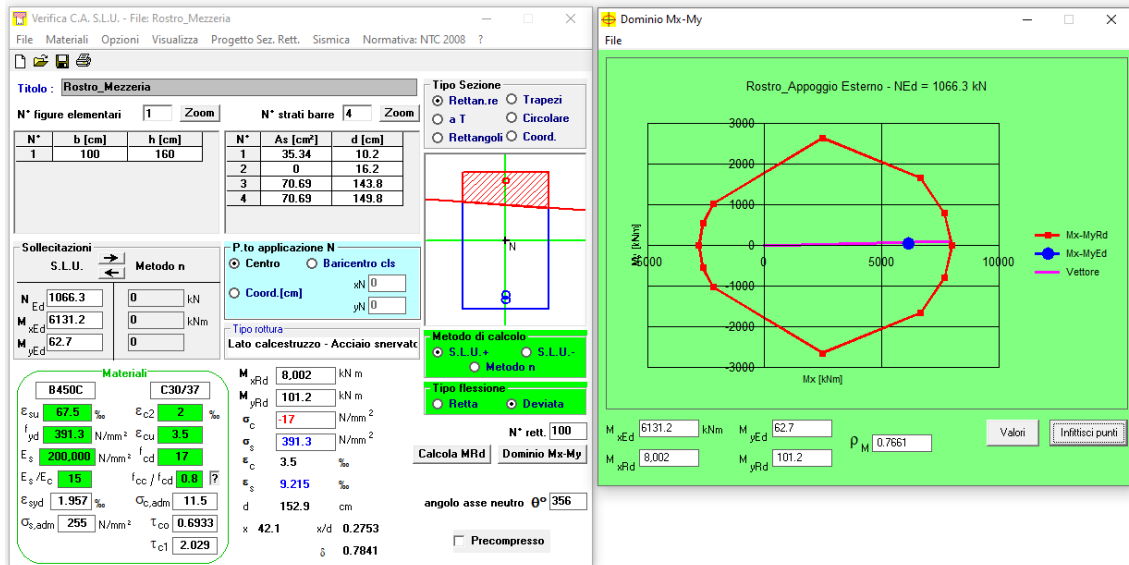 Verifica C.A. S.L.U. - File: Rostro_Mezzeria
File Materiali Opzioni Visualizza Progetto Sez. Rett. Sismica Normativa: NTC 2008 ?
Titolo : Rostro_Mezzeria
N° figure elementari 1 Zoom N° strati barre 4 Zoom
N° b [cm] h [cm]
1 100 160
N° As [cm²] d [cm]
1 35.34 10.2
2 0 16.2
3 70.69 143.8
4 70.69 149.8
Tipo Sezione
Rettan.re Trapezi
a T Circolare
Rettangoli Coord.
N
Sollecitazioni
S.L.U. Metodo n
N Ed 1066.3 0 kN
M xEd 6131.2 0 kNm
M yEd 62.7 0
P.to applicazione N
Centro Baricentro cls
Coord.[cm] xN 0
yN 0
Tipo rottura
Lato calcestruzzo - Acciaio snervato
Metodo di calcolo
S.L.U.+ S.L.U.-
Metodo n
Tipo flessione
Retta Deviata
N° rett. 100
Calcola MRd Dominio Mx-My
angolo asse neutro θ° 356
Precompresso
Materiali
B450C C30/37
εsu 67.5 ‰ εc2 2 ‰
fyd 391.3 N/mm² εcu 3.5
Es 200,000 N/mm² fcd 17
Es/Ec 15 fcc / fcd 0.8 ?
εsyd 1.957 ‰ σc,adm 11.5
σs,adm 255 N/mm² τco 0.6933
τc1 2.029
M xRd 8,002 kN m
M yRd 101.2 kN m
σc -17 N/mm²
σs 391.3 N/mm²
εc 3.5 ‰
εs 9.215 ‰
d 152.9 cm
x 42.1 x/d 0.2753
δ 0.7841
Dominio Mx-My
File
Rostro_Appoggio Esterno - NEd = 1066.3 kN
3000
2000
1000
0
-1000
-2000
-3000
My [kNm]
-5000 0 5000 10000
Mx [kNm]
Mx-MyRd
Mx-MyEd
Vettore
M xEd 6131.2 kNm M yEd 62.7
M xRd 8,002 M yRd 101.2
ρM 0.7661
Valori Infittisci punti